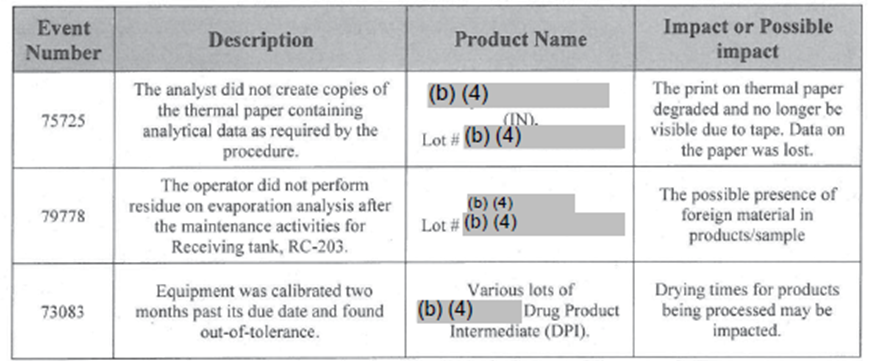 Event Number
Description
Product Name
Impact or Possible impact
75725
The analyst did not create copies of
the thermal paper containing
analytical data as required by the
procedure.
(b) (4)
(IN).
Lot # (b) (4)
The print on thermal paper
degraded and no longer be
visible due to tape. Data on
the paper was lost.
79778
The operator did not perform
residue on evaporation analysis after
the maintenance activities for
Receiving tank, RC-203.
(b) (4)
Lot # (b) (4)
The possible presence of
foreign material in
products/sample
73083
Equipment was calibrated two
months past its due date and found
out-of-tolerance.
Various lots of
(b) (4) Drug Product
Intermediate (DPI).
Drying times for products
being processed may be
impacted.